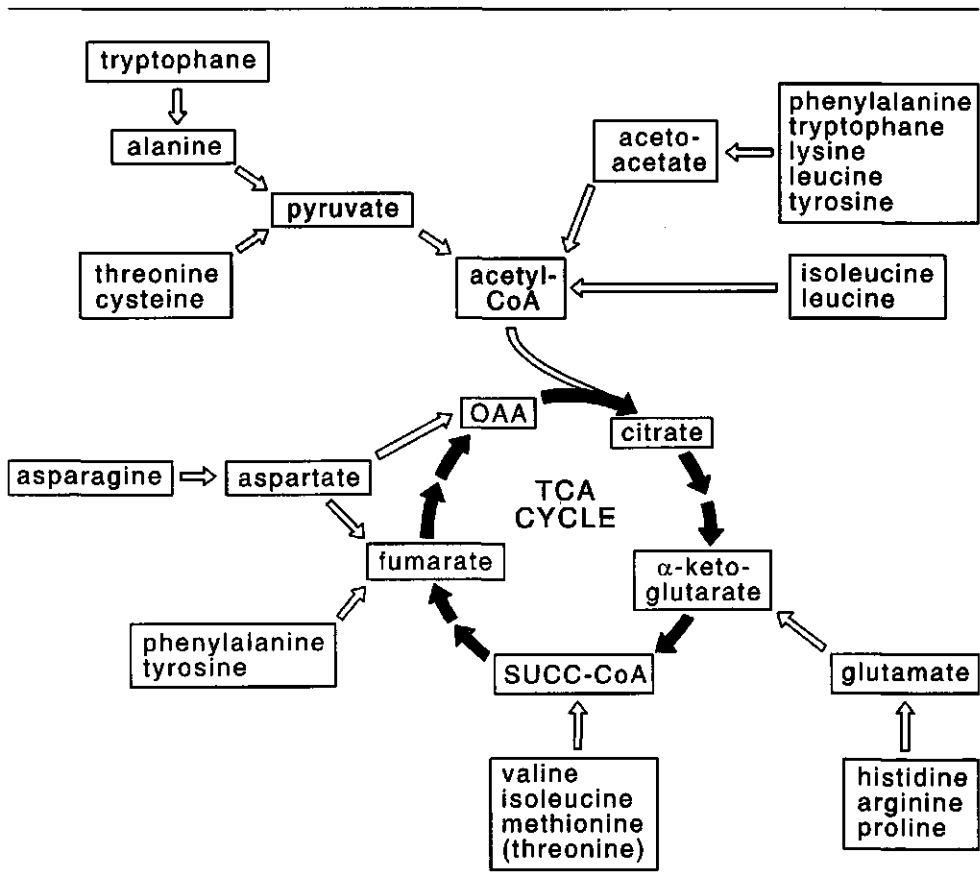 tryptophane
alanine
pyruvate
threonine
cysteine
aceto-
acetate
phenylalanine
tryptophane
lysine
leucine
tyrosine
acetyl-
CoA
isoleucine
leucine
OAA
citrate
asparagine
aspartate
TCA
CYCLE
fumarate
α-keto-
glutarate
phenylalanine
tyrosine
SUCC-CoA
glutamate
valine
isoleucine
methionine
(threonine)
histidine
arginine
proline